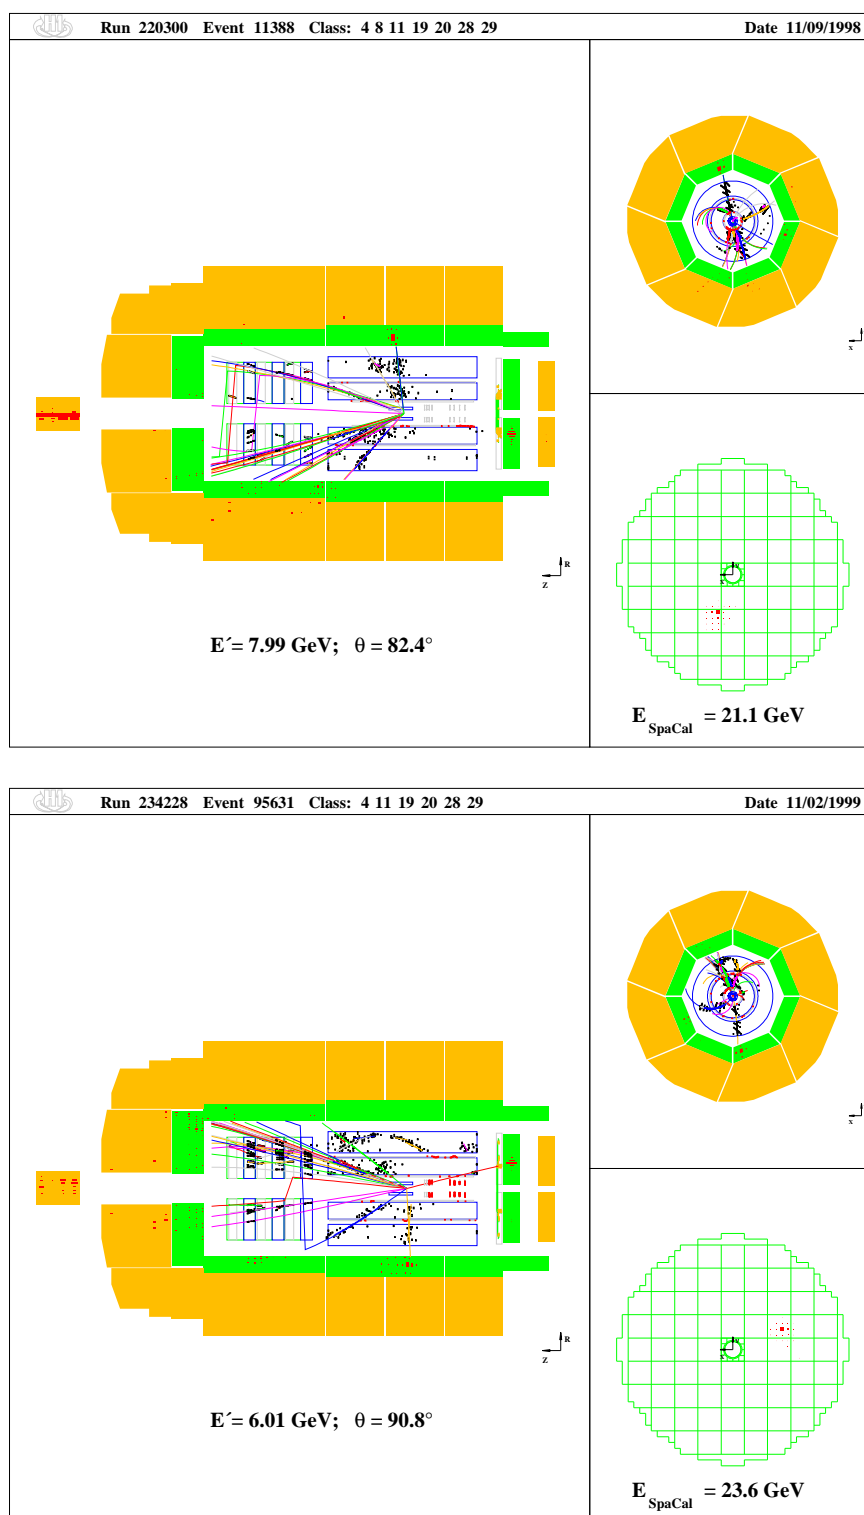 Run 220300 Event 11388 Class: 4 8 11 19 20 28 29 Date 11/09/1998
x
R
Z
x
E´= 7.99 GeV; θ = 82.4°
E SpaCal = 21.1 GeV
Run 234228 Event 95631 Class: 4 11 19 20 28 29 Date 11/02/1999
x
R
Z
x
E´= 6.01 GeV; θ = 90.8°
E SpaCal = 23.6 GeV